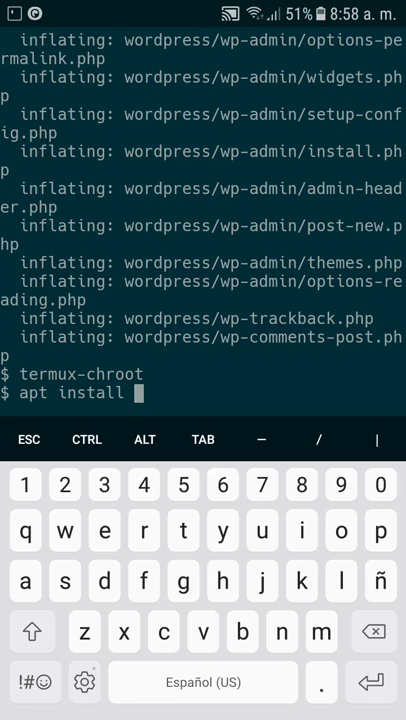 51% 8:58 a. m.
inflating: wordpress/wp-admin/options-pe
rmalink.php
inflating: wordpress/wp-admin/widgets.ph
p
inflating: wordpress/wp-admin/setup-conf
ig.php
inflating: wordpress/wp-admin/install.ph
p
inflating: wordpress/wp-admin/admin-head
er.php
inflating: wordpress/wp-admin/post-new.p
hp
inflating: wordpress/wp-admin/themes.php
inflating: wordpress/wp-admin/options-re
ading.php
inflating: wordpress/wp-trackback.php
inflating: wordpress/wp-comments-post.ph
p
$ termux-chroot
$ apt install
ESC CTRL ALT TAB – / |
1 2 3 4 5 6 7 8 9 0
q w e r t y u i o p
a s d f g h j k l ñ
z x c v b n m
!#☺ Español (US) .